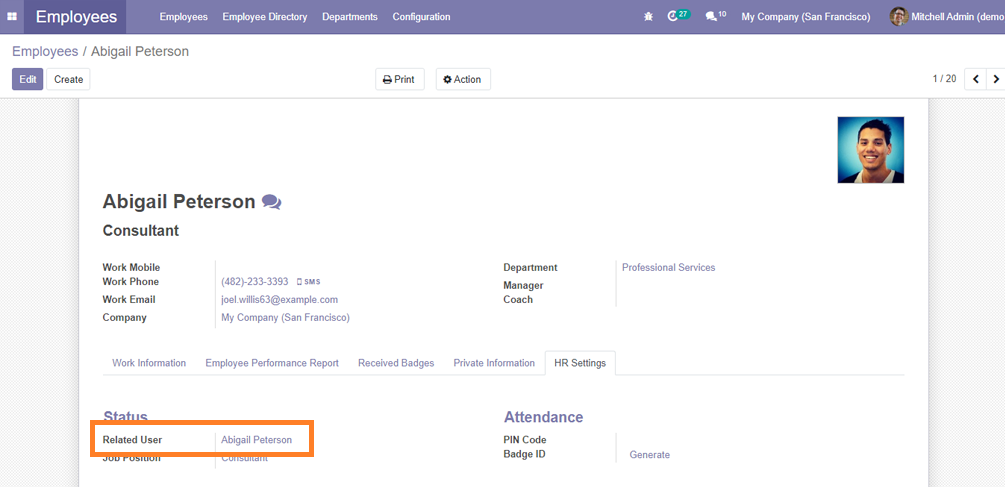 Employees Employees Employee Directory Departments Configuration 27 10 My Company (San Francisco) Mitchell Admin (demo
Employees / Abigail Peterson
Edit Create Print Action 1 / 20
Abigail Peterson
Consultant
Work Mobile
Work Phone (482)-233-3393 SMS
Work Email joel.willis63@example.com
Company My Company (San Francisco)
Department Professional Services
Manager
Coach
Work Information Employee Performance Report Received Badges Private Information HR Settings
Status
Related User Abigail Peterson
Job Position Consultant
Attendance
PIN Code
Badge ID Generate